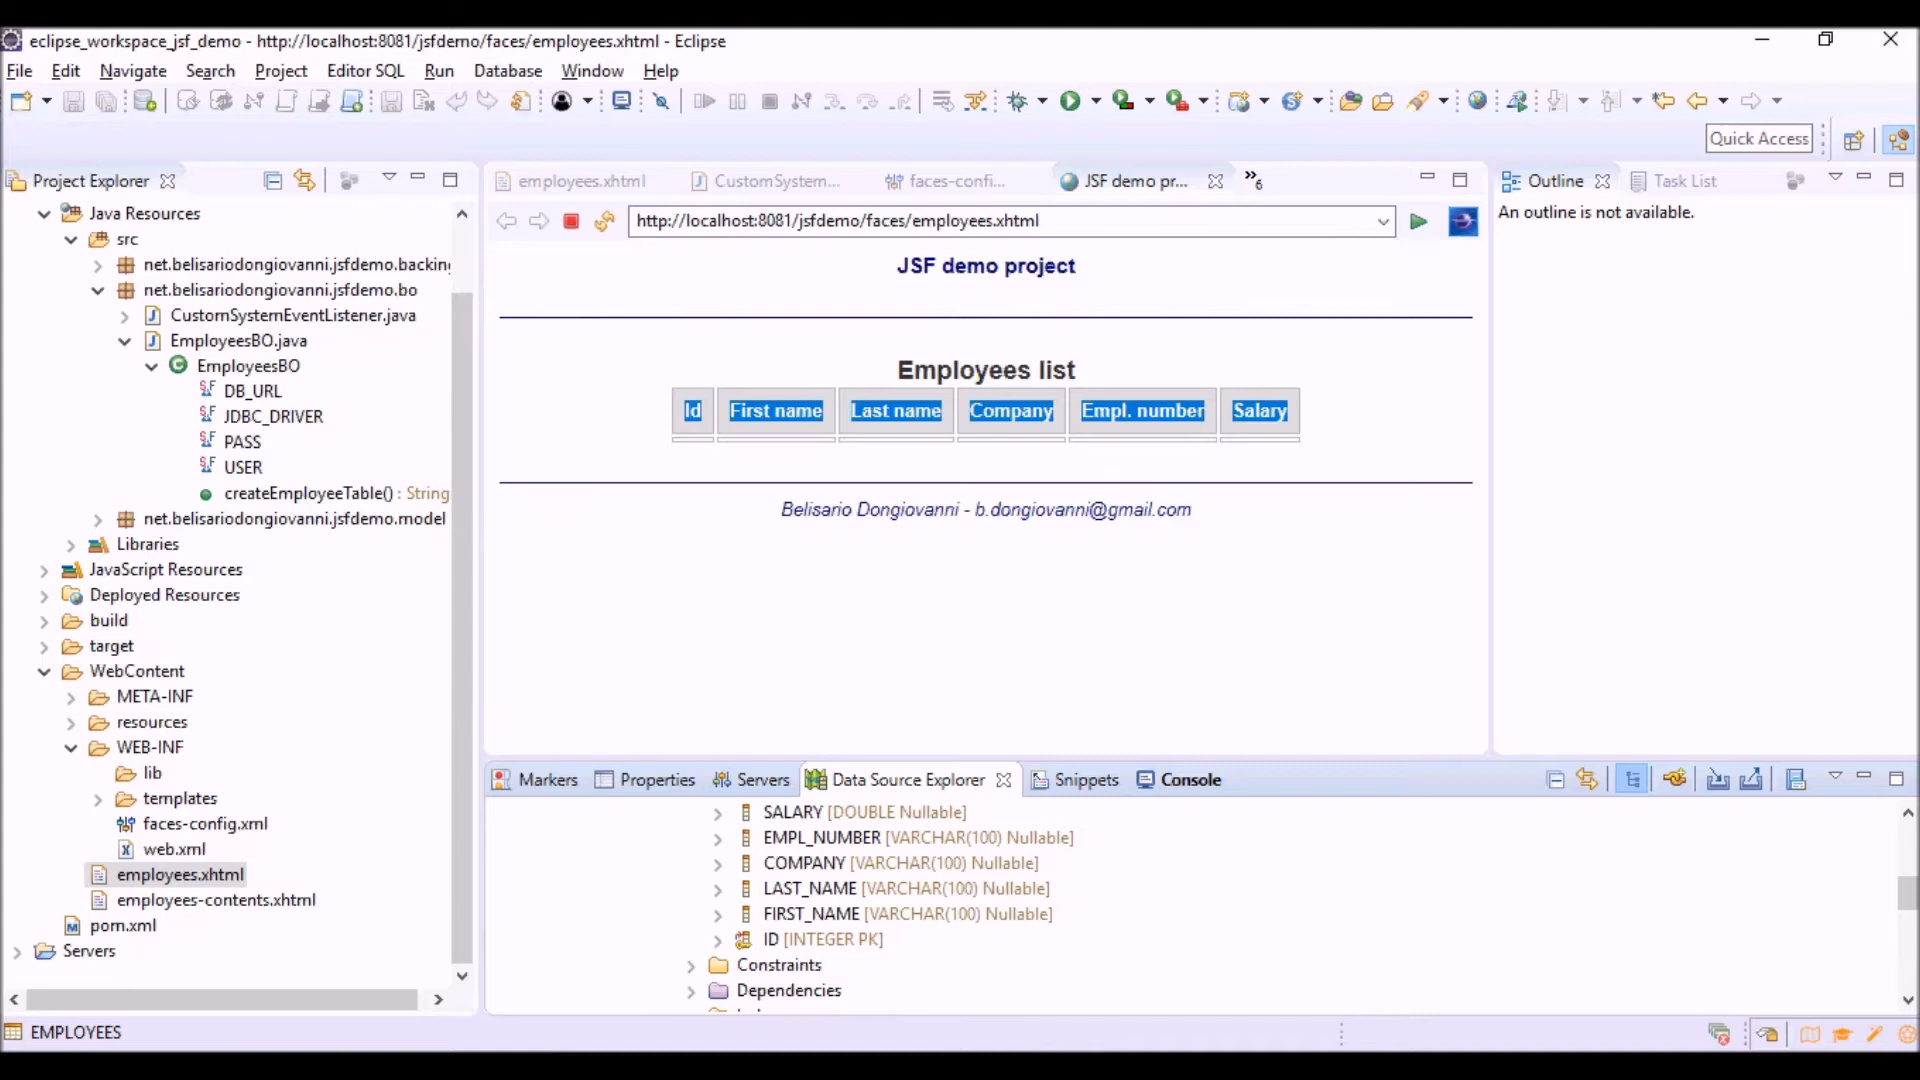 eclipse_workspace_jsf_demo - http://localhost:8081/jsfdemo/faces/employees.xhtml - Eclipse
File Edit Navigate Search Project Editor SQL Run Database Window Help
Quick Access
Project Explorer
Java Resources
src
net.belisariodongiovanni.jsfdemo.backing
net.belisariodongiovanni.jsfdemo.bo
CustomSystemEventListener.java
EmployeesBO.java
EmployeesBO
DB_URL
JDBC_DRIVER
PASS
USER
createEmployeeTable() : String
net.belisariodongiovanni.jsfdemo.model
Libraries
JavaScript Resources
Deployed Resources
build
target
WebContent
META-INF
resources
WEB-INF
lib
templates
faces-config.xml
web.xml
employees.xhtml
employees-contents.xhtml
pom.xml
Servers
employees.xhtml CustomSystem... faces-confi... JSF demo pr... »6
http://localhost:8081/jsfdemo/faces/employees.xhtml
JSF demo project
Employees list
Id First name Last name Company Empl. number Salary
Belisario Dongiovanni - b.dongiovanni@gmail.com
Outline Task List
An outline is not available.
Markers Properties Servers Data Source Explorer Snippets Console
SALARY [DOUBLE Nullable]
EMPL_NUMBER [VARCHAR(100) Nullable]
COMPANY [VARCHAR(100) Nullable]
LAST_NAME [VARCHAR(100) Nullable]
FIRST_NAME [VARCHAR(100) Nullable]
ID [INTEGER PK]
Constraints
Dependencies
EMPLOYEES